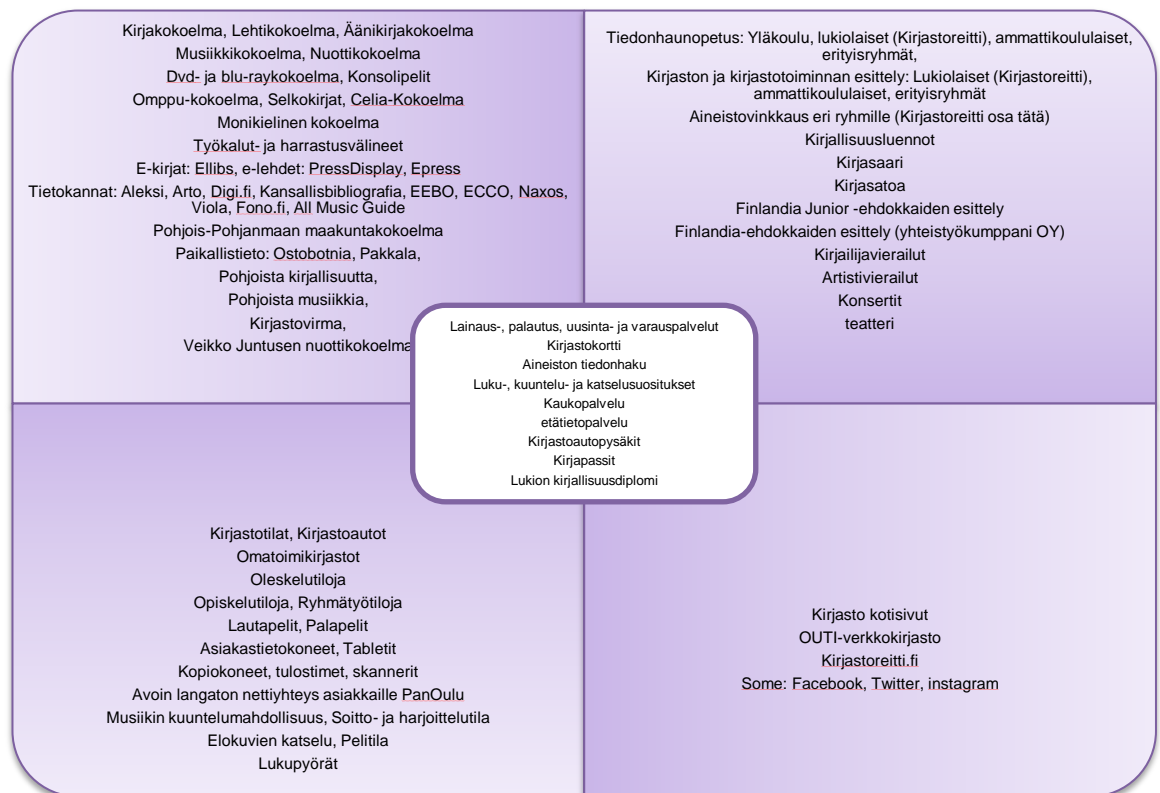 Kirjakokoelma, Lehtikokoelma, Äänikirjakokoelma
Musiikkikokoelma, Nuottikokoelma
Dvd- ja blu-raykokoelma, Konsolipelit
Omppu-kokoelma, Selkokirjat, Celia-Kokoelma
Monikielinen kokoelma
Työkalut- ja harrastusvälineet
E-kirjat: Ellibs, e-lehdet: PressDisplay, Epress
Tietokannat: Aleksi, Arto, Digi.fi, Kansallisbibliografia, EEBO, ECCO, Naxos,
Viola, Fono.fi, All Music Guide
Pohjois-Pohjanmaan maakuntakokoelma
Paikallistieto: Ostobotnia, Pakkala,
Pohjoista kirjallisuutta,
Pohjoista musiikkia,
Kirjastovirma,
Veikko Juntusen nuottikokoelma
Tiedonhaunopetus: Yläkoulu, lukiolaiset (Kirjastoreitti), ammattikoululaiset,
erityisryhmät,
Kirjaston ja kirjastotoiminnan esittely: Lukiolaiset (Kirjastoreitti),
ammattikoululaiset, erityisryhmät
Aineistovinkkaus eri ryhmille (Kirjastoreitti osa tätä)
Kirjallisuusluennot
Kirjasaari
Kirjasatoa
Finlandia Junior -ehdokkaiden esittely
Finlandia-ehdokkaiden esittely (yhteistyökumppani OY)
Kirjailijavierailut
Artistivierailut
Konsertit
teatteri
Lainaus-, palautus, uusinta- ja varauspalvelut
Kirjastokortti
Aineiston tiedonhaku
Luku-, kuuntelu- ja katselusuositukset
Kaukopalvelu
etätietopalvelu
Kirjastoautopysäkit
Kirjapassit
Lukion kirjallisuusdiplomi
Kirjastotilat, Kirjastoautot
Omatoimikirjastot
Oleskelutiloja
Opiskelutiloja, Ryhmätyötiloja
Lautapelit, Palapelit
Asiakastietokoneet, Tabletit
Kopiokoneet, tulostimet, skannerit
Avoin langaton nettiyhteys asiakkaille PanOulu
Musiikin kuuntelumahdollisuus, Soitto- ja harjoittelutila
Elokuvien katselu, Pelitila
Lukupyörät
Kirjasto kotisivut
OUTI-verkkokirjasto
Kirjastoreitti.fi
Some: Facebook, Twitter, instagram